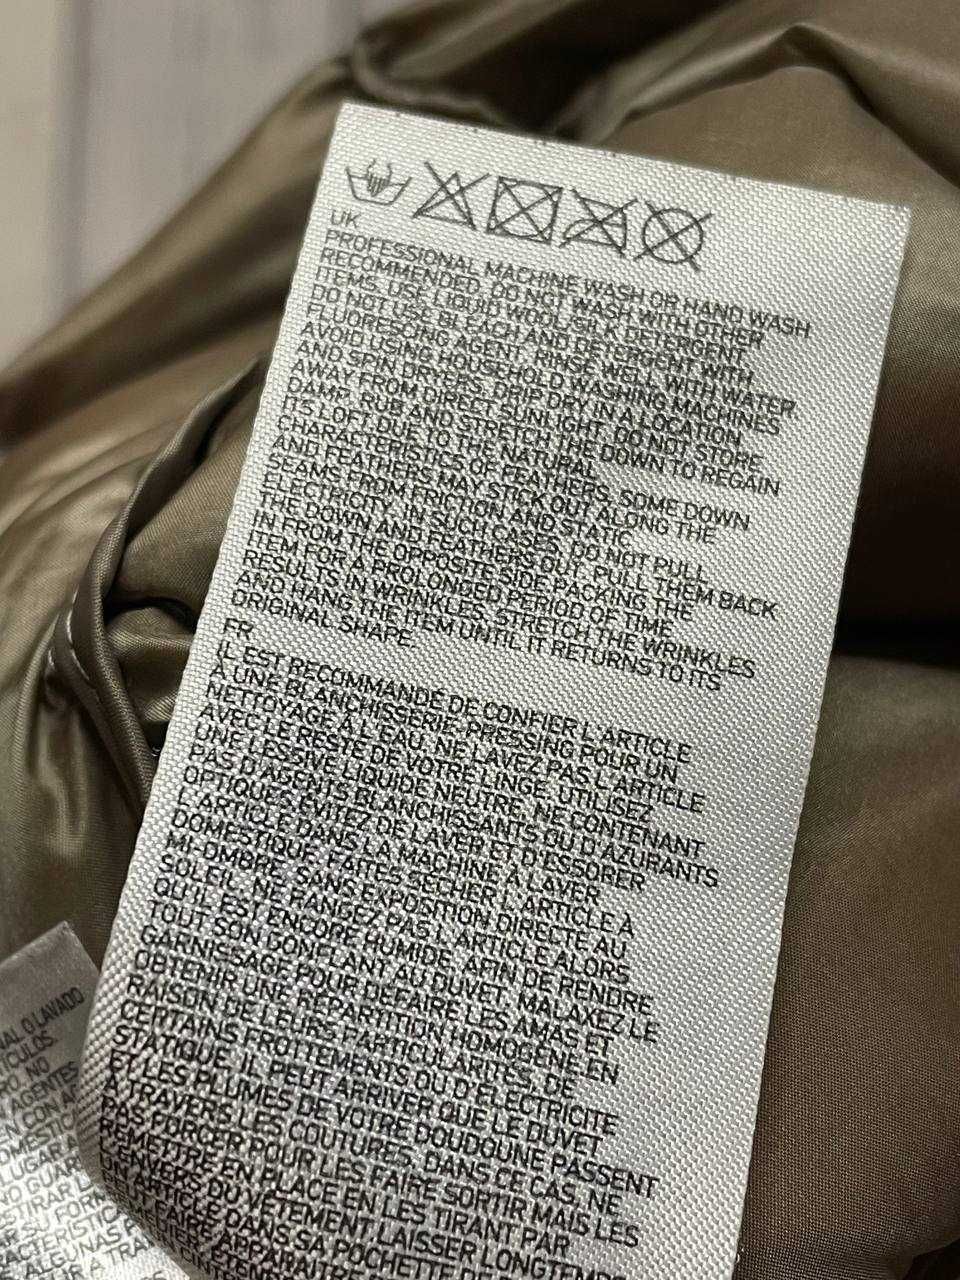 UK
PROFESSIONAL MACHINE WASH OR HAND WASH
RECOMMENDED. DO NOT WASH WITH OTHER
ITEMS. USE LIQUID WOOL/SILK DETERGENT.
DO NOT USE BLEACH AND DETERGENT WITH
FLUORESCING AGENT. RINSE WELL WITH WATER.
AVOID USING HOUSEHOLD WASHING MACHINES
AND SPIN DRYERS. DRIP DRY IN A LOCATION
AWAY FROM DIRECT SUNLIGHT. DO NOT STORE
DAMP. RUB AND STRETCH THE DOWN TO REGAIN
ITS LOFT. DUE TO THE NATURAL
CHARACTERISTICS OF FEATHERS, SOME DOWN
AND FEATHERS MAY STICK OUT ALONG THE
SEAMS FROM FRICTION AND STATIC
ELECTRICITY. IN SUCH CASES, DO NOT PULL
THE DOWN AND FEATHERS OUT. PULL THEM BACK
IN FROM THE OPPOSITE SIDE. PACKING THE
ITEM FOR A PROLONGED PERIOD OF TIME
RESULTS IN WRINKLES. STRETCH THE WRINKLES
AND HANG THE ITEM UNTIL IT RETURNS TO ITS
ORIGINAL SHAPE.
FR
IL EST RECOMMANDÉ DE CONFIER L'ARTICLE
À UNE BLANCHISSERIE-PRESSING POUR UN
NETTOYAGE À L'EAU. NE LAVEZ PAS L'ARTICLE
AVEC LE RESTE DE VOTRE LINGE. UTILISEZ
UNE LESSIVE LIQUIDE NEUTRE, NE CONTENANT
PAS D'AGENTS BLANCHISSANTS OU D'AZURANTS
OPTIQUES. ÉVITEZ DE LAVER ET D'ESSORER
L'ARTICLE DANS LA MACHINE À LAVER
DOMESTIQUE. FAITES SÉCHER L'ARTICLE À
MI-OMBRE, SANS EXPOSITION DIRECTE AU
SOLEIL. NE RANGEZ PAS L'ARTICLE ALORS
QU'IL EST ENCORE HUMIDE. AFIN DE RENDRE
TOUT SON GONFLANT AU DUVET, MALAXEZ LE
GARNISSAGE POUR DÉFAIRE LES AMAS ET
OBTENIR UNE RÉPARTITION HOMOGÈNE. EN
RAISON DE LEURS PARTICULARITÉS, DE
CERTAINS FROTTEMENTS OU D'ÉLECTRICITÉ
STATIQUE, IL PEUT ARRIVER QUE LE DUVET
ET LES PLUMES DE VOTRE DOUDOUNE PASSENT
À TRAVERS LES COUTURES. DANS CE CAS, NE
PAS FORCER POUR LES FAIRE SORTIR MAIS LES
REMETTRE EN PLACE EN LES TIRANT PAR
L'ENVERS DU VÊTEMENT. LAISSER LONGTEMPS
L'ARTICLE DANS SA POCHETTE DE
FAIRE APPARAÎTRE
O LAVADO
NO
AGENTES
LUGAR